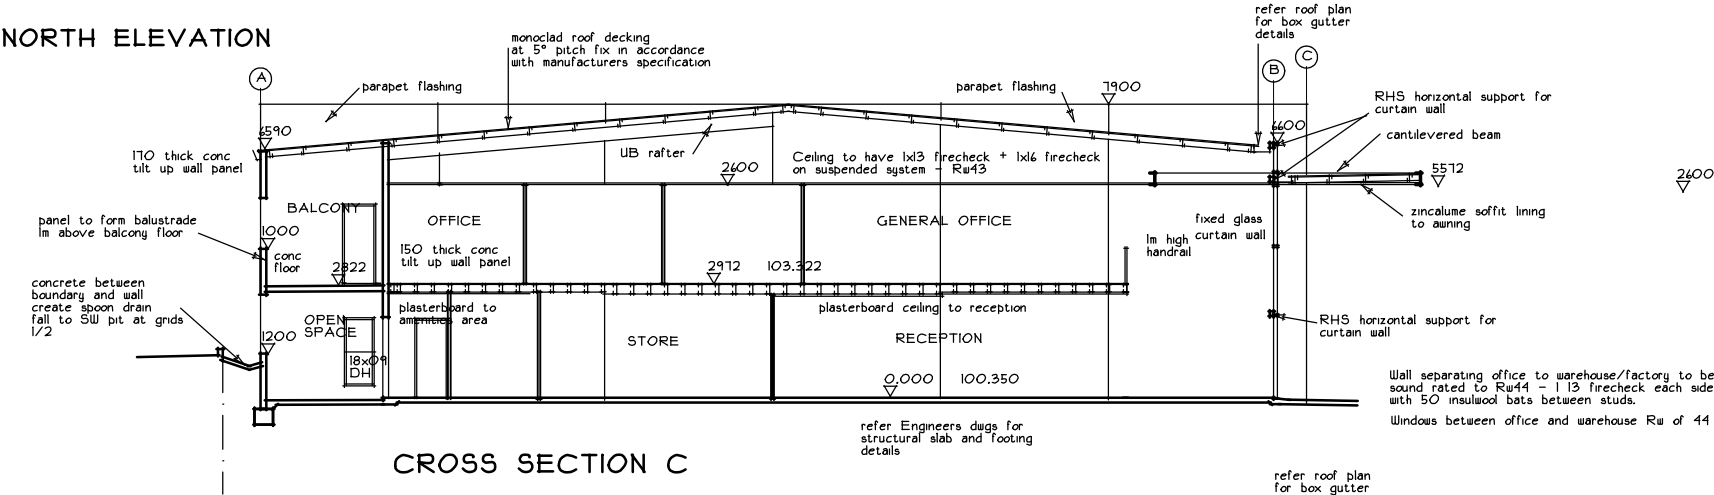 NORTH ELEVATION
refer roof plan
for box gutter
details
monoclad roof decking
at 5° pitch fix in accordance
with manufacturers specification
A
B
C
parapet flashing
parapet flashing
7900
RHS horizontal support for
curtain wall
6590
6600
cantilevered beam
170 thick conc
tilt up wall panel
UB rafter
2600
Ceiling to have 1x13 firecheck + 1x16 firecheck
on suspended system - Rw43
5572
2600
BALCONY
OFFICE
GENERAL OFFICE
fixed glass
curtain wall
zincalume soffit lining
to awning
panel to form balustrade
1m above balcony floor
1000
conc
floor
150 thick conc
tilt up wall panel
1m high
handrail
2822
2972
103.322
concrete between
boundary and wall
create spoon drain
fall to SW pit at grids
1/2
plasterboard to
amenities area
plasterboard ceiling to reception
OPEN
SPACE
RHS horizontal support for
curtain wall
1200
STORE
RECEPTION
18x09
DH
0.000
100.350
Wall separating office to warehouse/factory to be
sound rated to Rw44 - 1 13 firecheck each side
with 50 insulwool bats between studs.
Windows between office and warehouse Rw of 44
refer Engineers dwgs for
structural slab and footing
details
CROSS SECTION C
refer roof plan
for box gutter